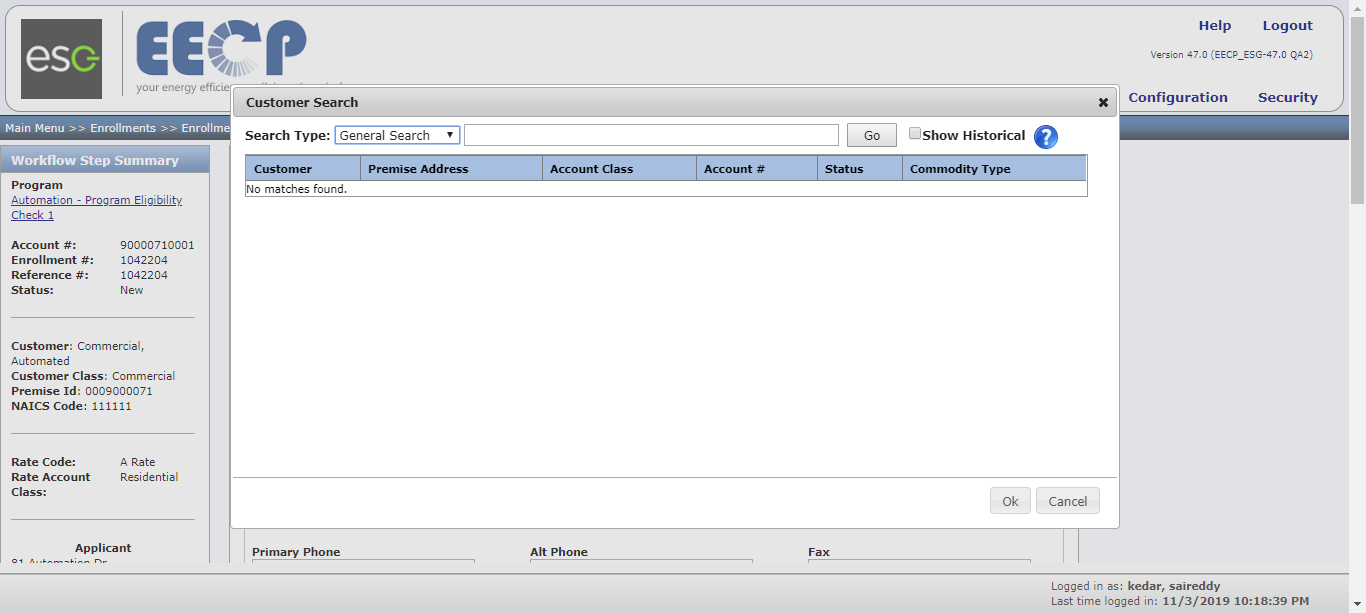 esG
EECP
your energy efficie
Help Logout
Version 47.0 (EECP_ESG-47.0 QA2)
Configuration Security
Main Menu >> Enrollments >> Enrollme
Customer Search
Search Type: General Search Go Show Historical ?
Customer Premise Address Account Class Account # Status Commodity Type
No matches found.
Ok Cancel
Workflow Step Summary
Program
Automation - Program Eligibility
Check 1
Account #: 90000710001
Enrollment #: 1042204
Reference #: 1042204
Status: New
Customer: Commercial,
Automated
Customer Class: Commercial
Premise Id: 0009000071
NAICS Code: 111111
Rate Code: A Rate
Rate Account Residential
Class:
Applicant
81 Automation Dr
Primary Phone Alt Phone Fax
Logged in as: kedar, saireddy
Last time logged in: 11/3/2019 10:18:39 PM